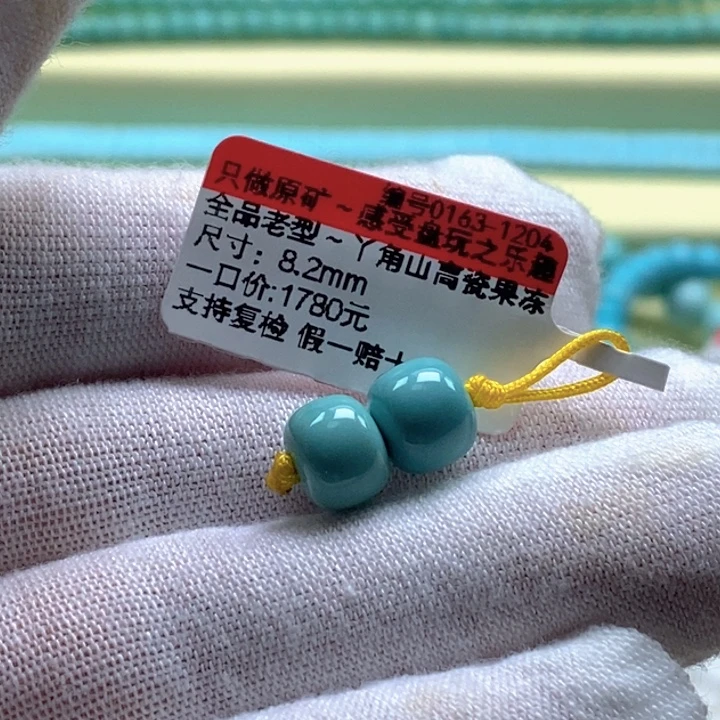 编号0163-1204
只做原矿~感受盘玩之乐趣
全品老型~丫角山高瓷果冻
尺寸：8.2mm
一口价:1780元
支持复检 假一赔十